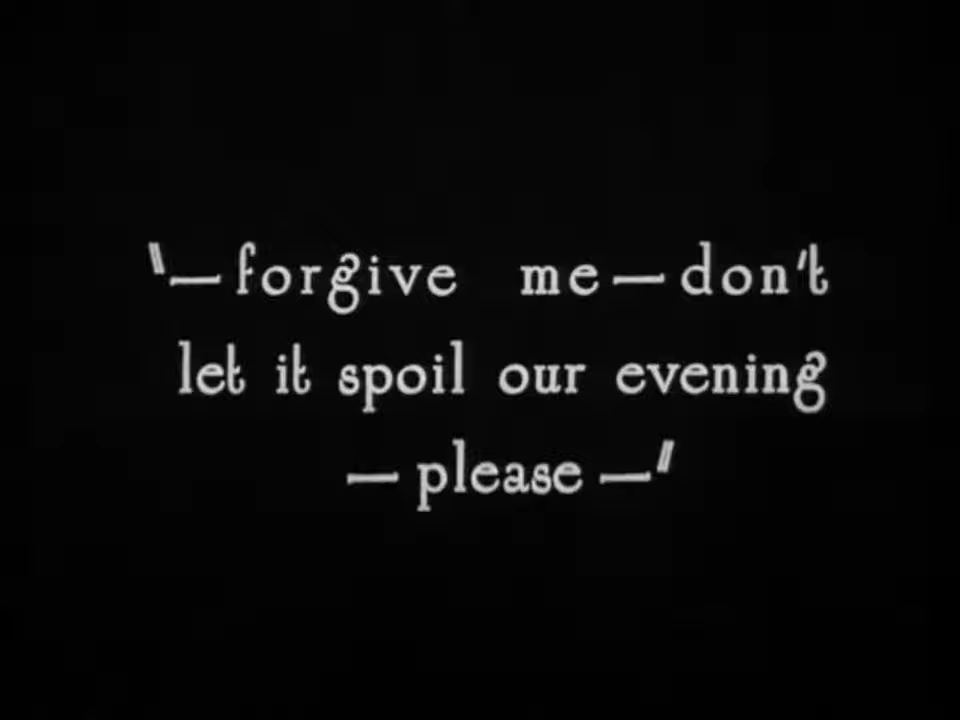 "—forgive me—don't
let it spoil our evening
—please—"